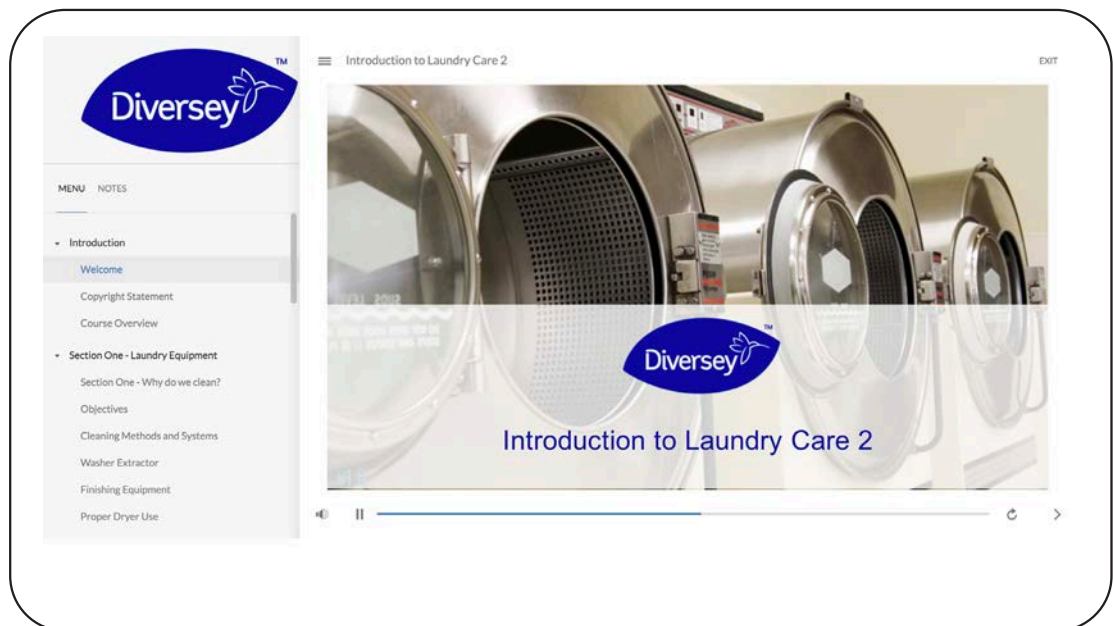 Diversey
TM
MENU NOTES
Introduction
Welcome
Copyright Statement
Course Overview
Section One - Laundry Equipment
Section One - Why do we clean?
Objectives
Cleaning Methods and Systems
Washer Extractor
Finishing Equipment
Proper Dryer Use
Introduction to Laundry Care 2
EXIT
Diversey
TM
Introduction to Laundry Care 2